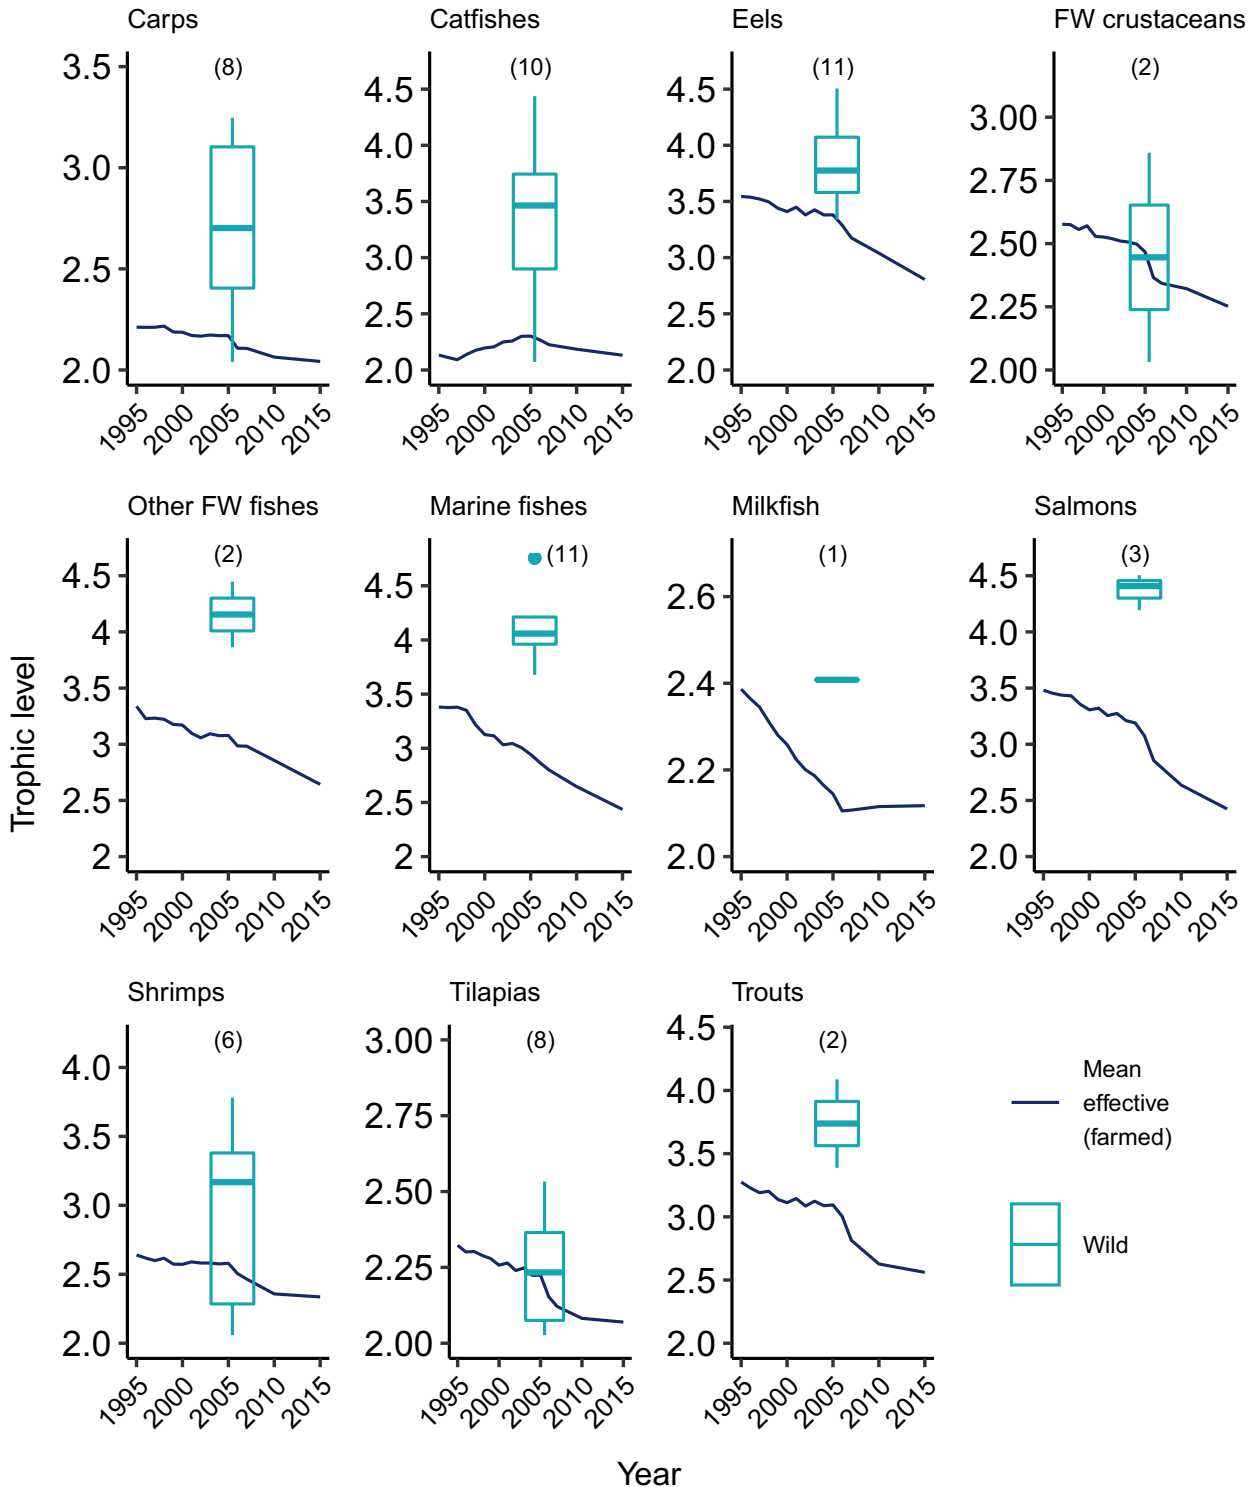 Carps
Catfishes
Eels
FW crustaceans
(8)
(10)
(11)
(2)
3.5
3.0
2.5
2.0
4.5
4.0
3.5
3.0
2.5
2.0
4.5
4.0
3.5
3.0
2.5
2.0
3.00
2.75
2.50
2.25
2.00
1995 2000 2005 2010 2015
1995 2000 2005 2010 2015
1995 2000 2005 2010 2015
1995 2000 2005 2010 2015
Trophic level
Other FW fishes
Marine fishes
Milkfish
Salmons
(2)
(11)
(1)
(3)
4.5
4
3.5
3
2.5
2
4.5
4
3.5
3
2.5
2
2.6
2.4
2.2
2.0
4.5
4.0
3.5
3.0
2.5
2.0
1995 2000 2005 2010 2015
1995 2000 2005 2010 2015
1995 2000 2005 2010 2015
1995 2000 2005 2010 2015
Shrimps
Tilapias
Trouts
(6)
(8)
(2)
4.0
3.5
3.0
2.5
2.0
3.00
2.75
2.50
2.25
2.00
4.5
4.0
3.5
3.0
2.5
2.0
1995 2000 2005 2010 2015
1995 2000 2005 2010 2015
1995 2000 2005 2010 2015
Mean
effective
(farmed)
Wild
Year